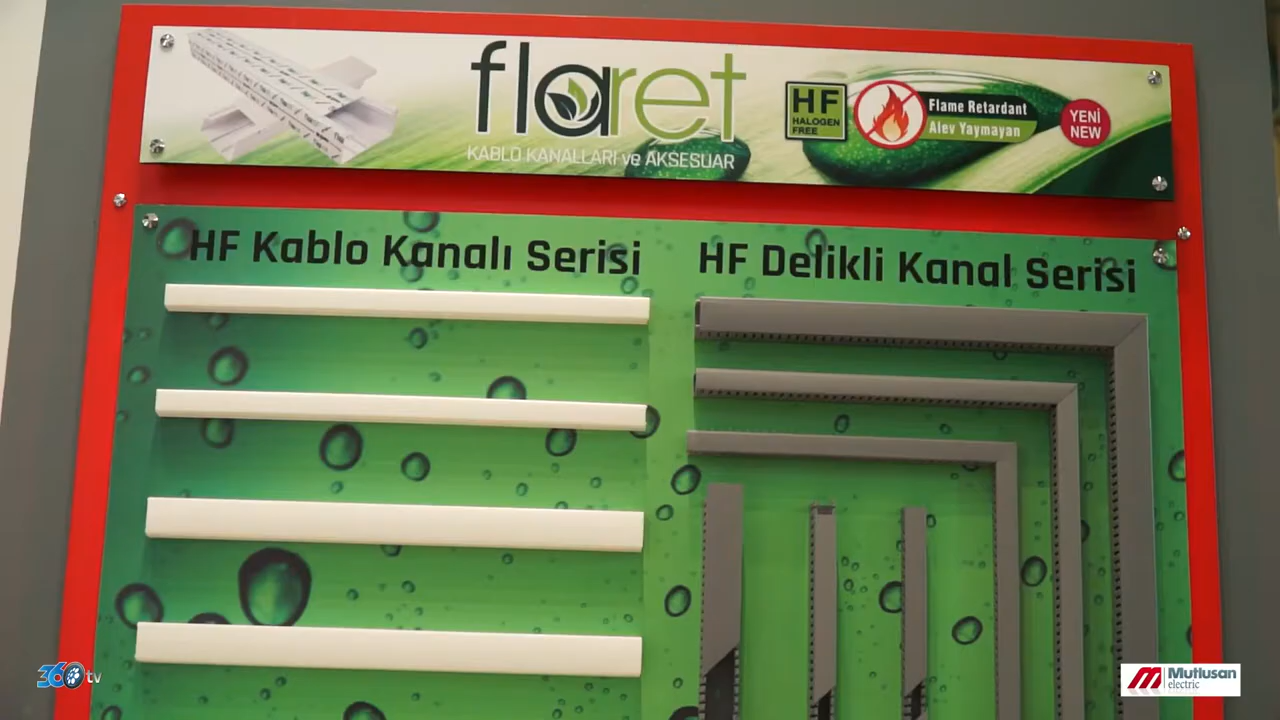 flaret
KABLO KANALLARI ve AKSESUAR
HF
HALOGEN
FREE
Flame Retardant
Alev Yaymayan
YENİ
NEW
HF Kablo Kanalı Serisi
HF Delikli Kanal Serisi
360 tv
Mutlusan
electric